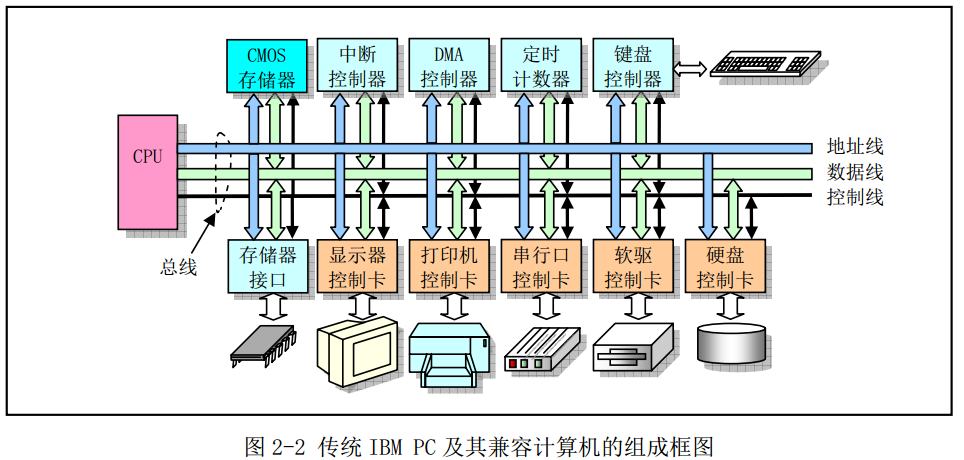 CMOS
存储器
中断
控制器
DMA
控制器
定时
计数器
键盘
控制器
CPU
地址线
数据线
控制线
总线
存储器
接口
显示器
控制卡
打印机
控制卡
串行口
控制卡
软驱
控制卡
硬盘
控制卡
图 2-2 传统 IBM PC 及其兼容计算机的组成框图